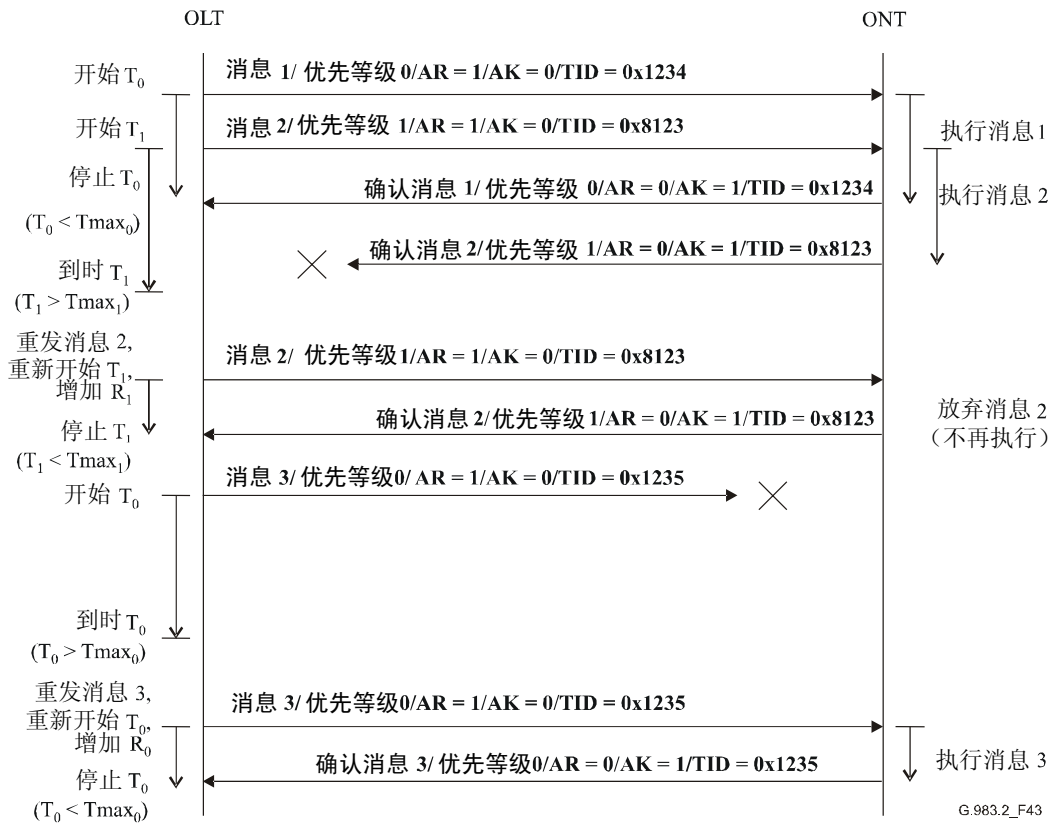 OLT
ONT
开始 T0
消息 1/ 优先等级 0/AR = 1/AK = 0/TID = 0x1234
开始 T1
消息 2/ 优先等级 1/AR = 1/AK = 0/TID = 0x8123
执行消息 1
停止 T0
确认消息 1/ 优先等级 0/AR = 0/AK = 1/TID = 0x1234
执行消息 2
(T0 < Tmax0)
确认消息 2/优先等级 1/AR = 0/AK = 1/TID = 0x8123
到时 T1
(T1 > Tmax1)
重发消息 2,
重新开始 T1,
增加 R1
消息 2/ 优先等级 1/AR = 1/AK = 0/TID = 0x8123
停止 T1
(T1 < Tmax1)
确认消息 2/优先等级 1/AR = 0/AK = 1/TID = 0x8123
放弃消息 2
（不再执行）
开始 T0
消息 3/ 优先等级0/ AR = 1/AK = 0/TID = 0x1235
到时 T0
(T0 > Tmax0)
重发消息 3,
重新开始 T0,
增加 R0
消息 3/ 优先等级0/AR = 1/AK = 0/TID = 0x1235
停止 T0
(T0 < Tmax0)
确认消息 3/ 优先等级0/AR = 0/AK = 1/TID = 0x1235
执行消息 3
G.983.2_F43